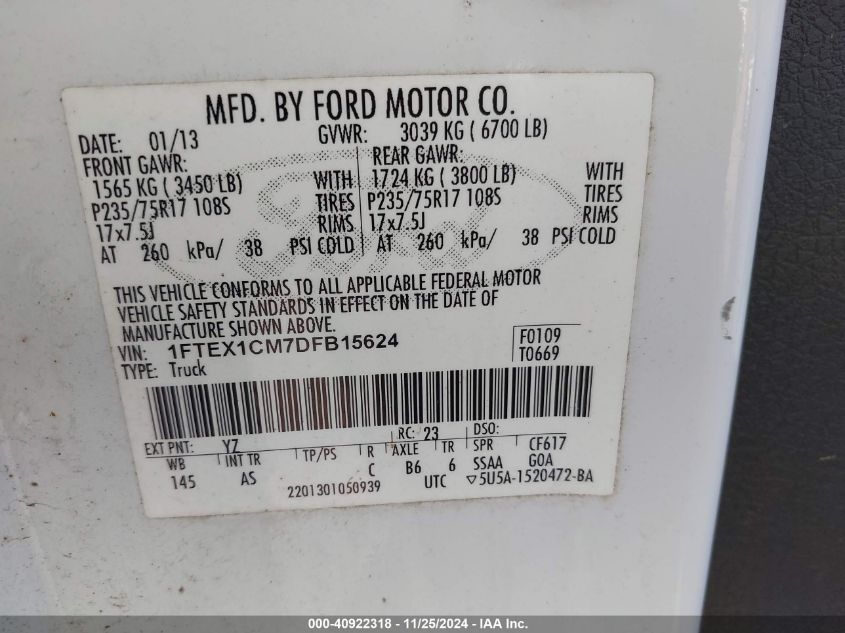 MFD. BY FORD MOTOR CO.
DATE: 01/13 GVWR: 3039 KG ( 6700 LB)
FRONT GAWR: REAR GAWR:
1565 KG ( 3450 LB) WITH 1724 KG ( 3800 LB) WITH
P235/75R17 108S TIRES P235/75R17 108S TIRES
17x7.5J RIMS 17x7.5J RIMS
AT 260 kPa/ 38 PSI COLD AT 260 kPa/ 38 PSI COLD
THIS VEHICLE CONFORMS TO ALL APPLICABLE FEDERAL MOTOR
VEHICLE SAFETY STANDARDS IN EFFECT ON THE DATE OF
MANUFACTURE SHOWN ABOVE.
VIN: 1FTEX1CM7DFB15624 F0109
TYPE: Truck T0669
EXT PNT: YZ RC: 23 DSO:
WB INT TR TP/PS R AXLE TR SPR CF617
145 AS C B6 6 SSAA GOA
2201301050939 UTC ▽5U5A-1520472-BA
000-40922318 - 11/25/2024 - IAA Inc.